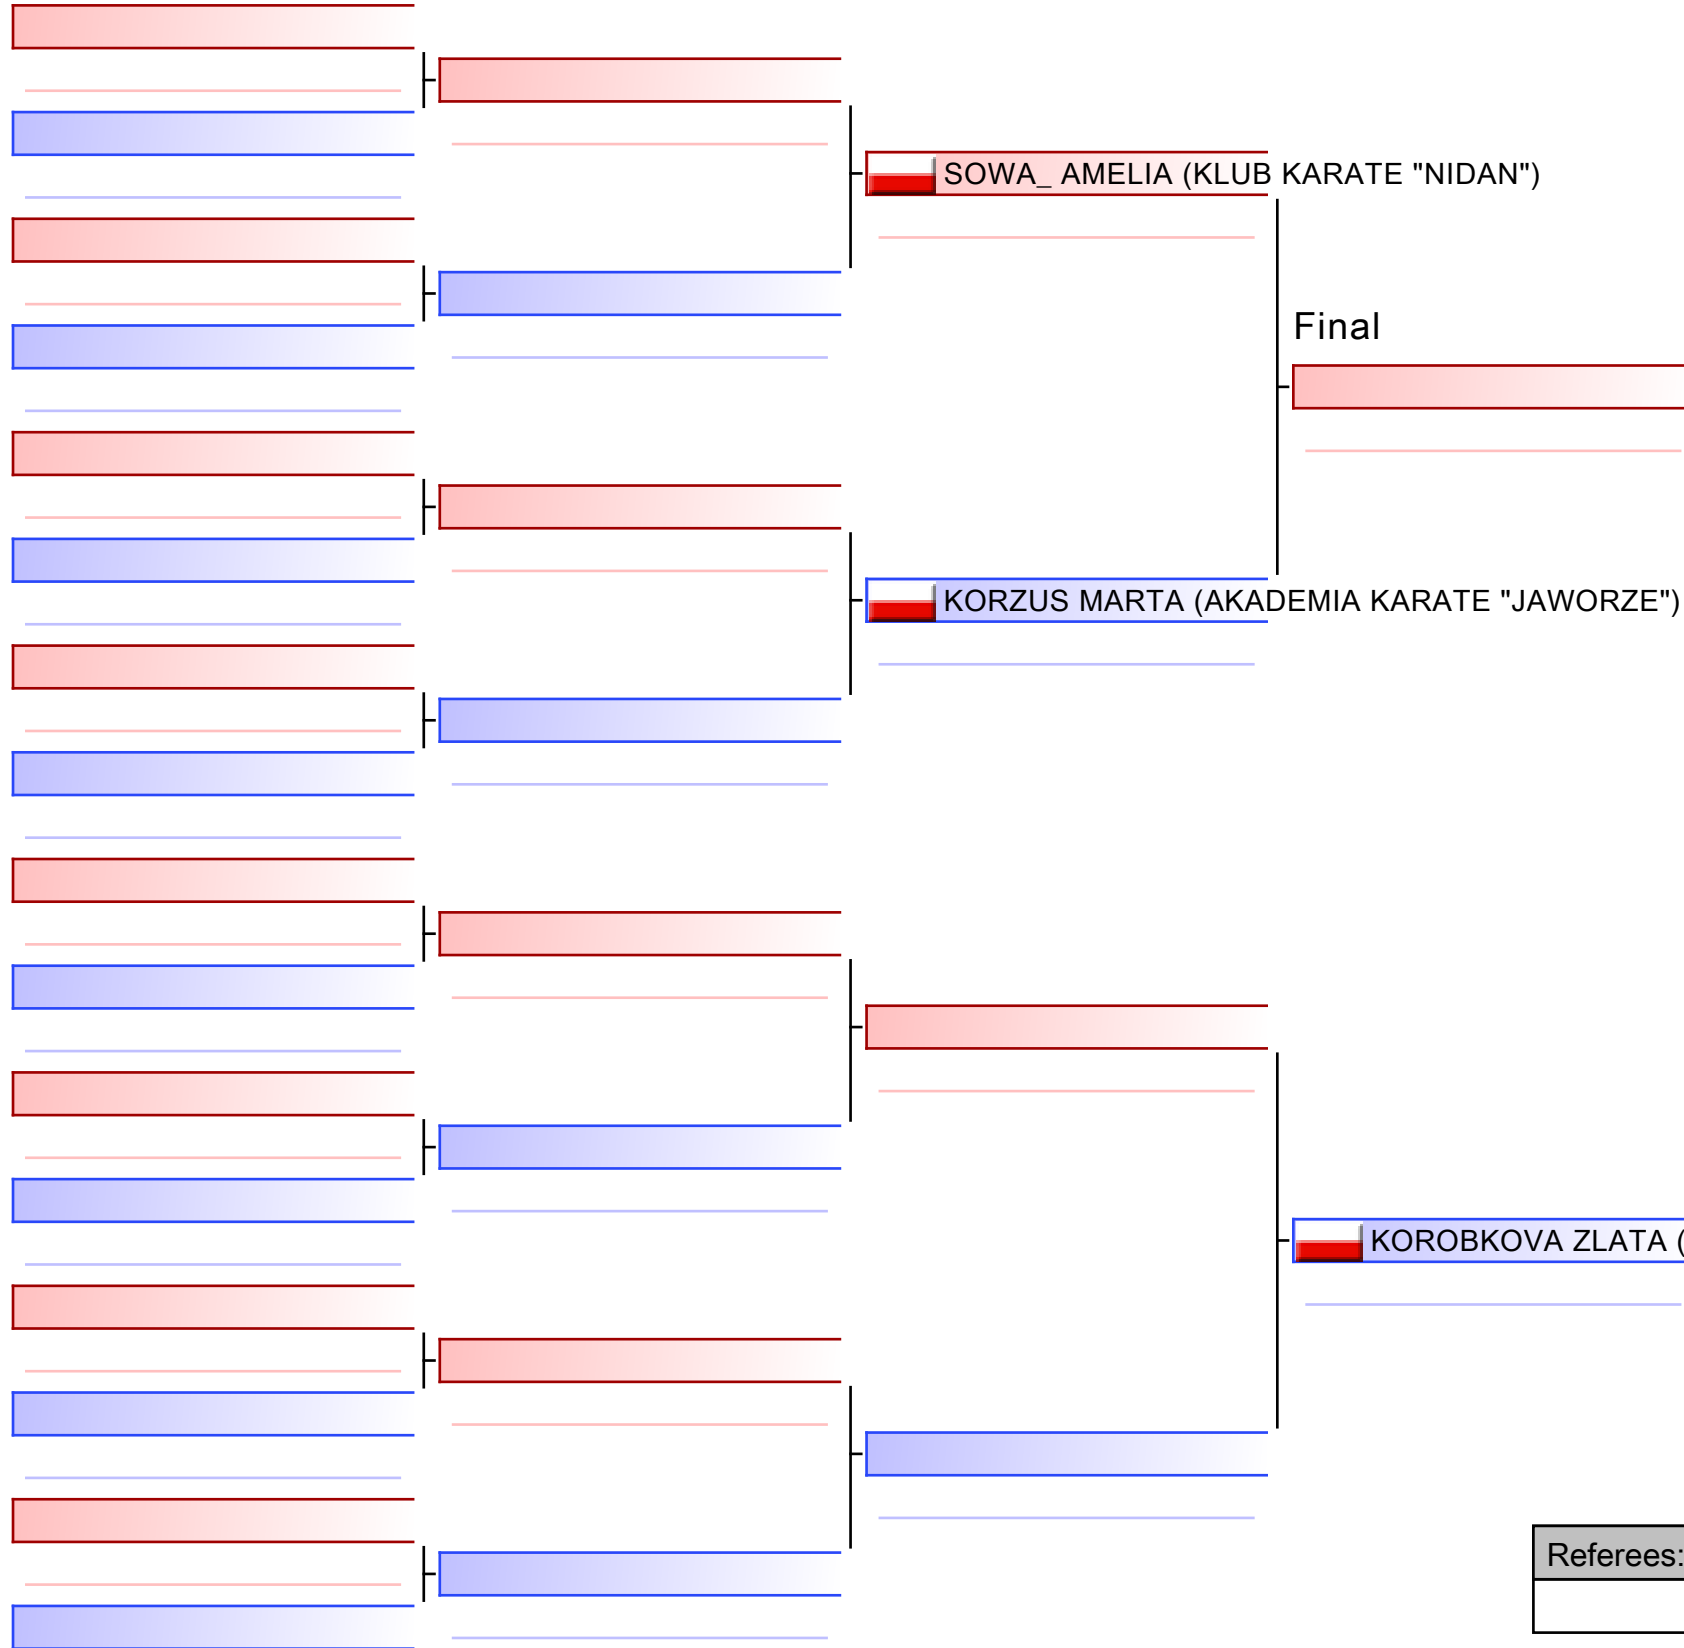 SOWA_ AMELIA (KLUB KARATE "NIDAN")
Final
KORZUS MARTA (AKADEMIA KARATE "JAWORZE")
KOROBKOVA ZLATA (
Referees: